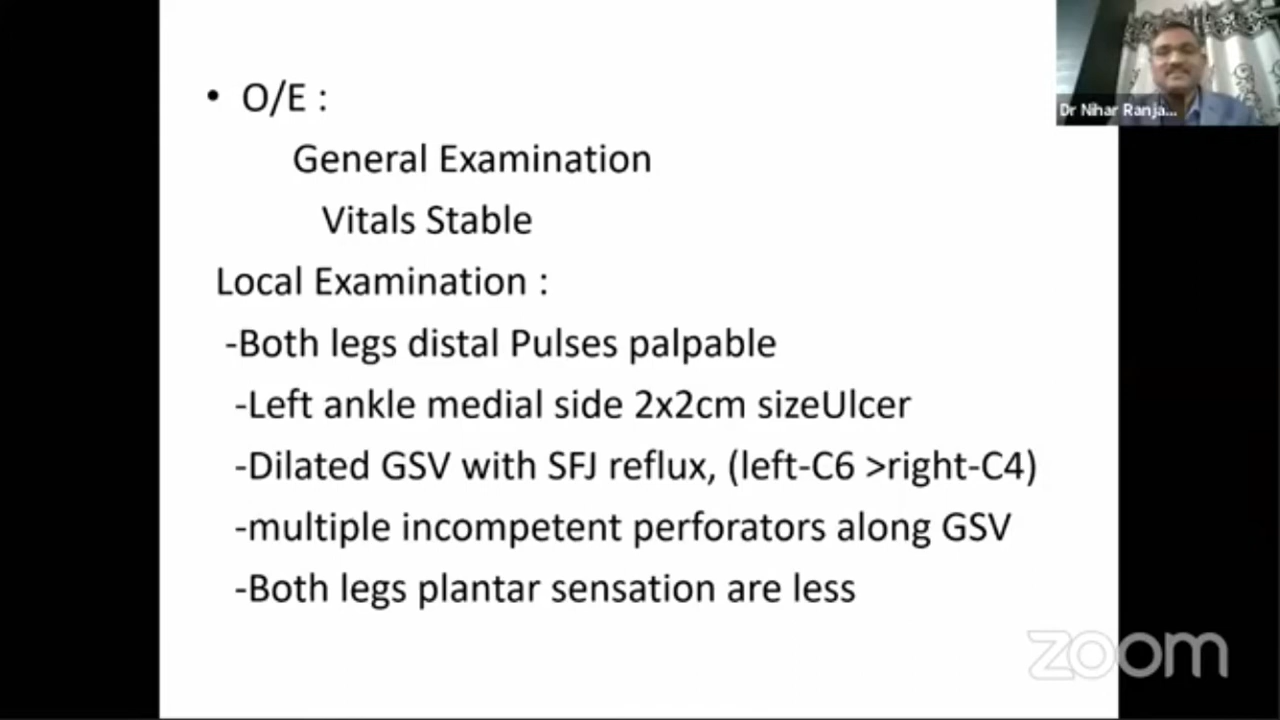 • O/E :
General Examination
Vitals Stable
Local Examination :
-Both legs distal Pulses palpable
-Left ankle medial side 2x2cm sizeUlcer
-Dilated GSV with SFJ reflux, (left-C6 >right-C4)
-multiple incompetent perforators along GSV
-Both legs plantar sensation are less
Dr Nihar Ranja...
zoom